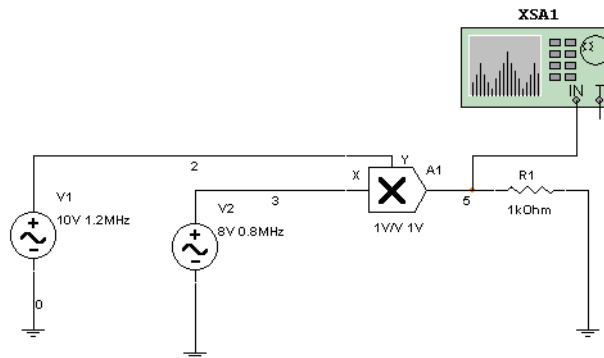 XSA1
IN T
2
Y
A1
X
V1
10V 1.2MHz
3
V2
8V 0.8MHz
5
R1
1kOhm
1V/V 1V
0